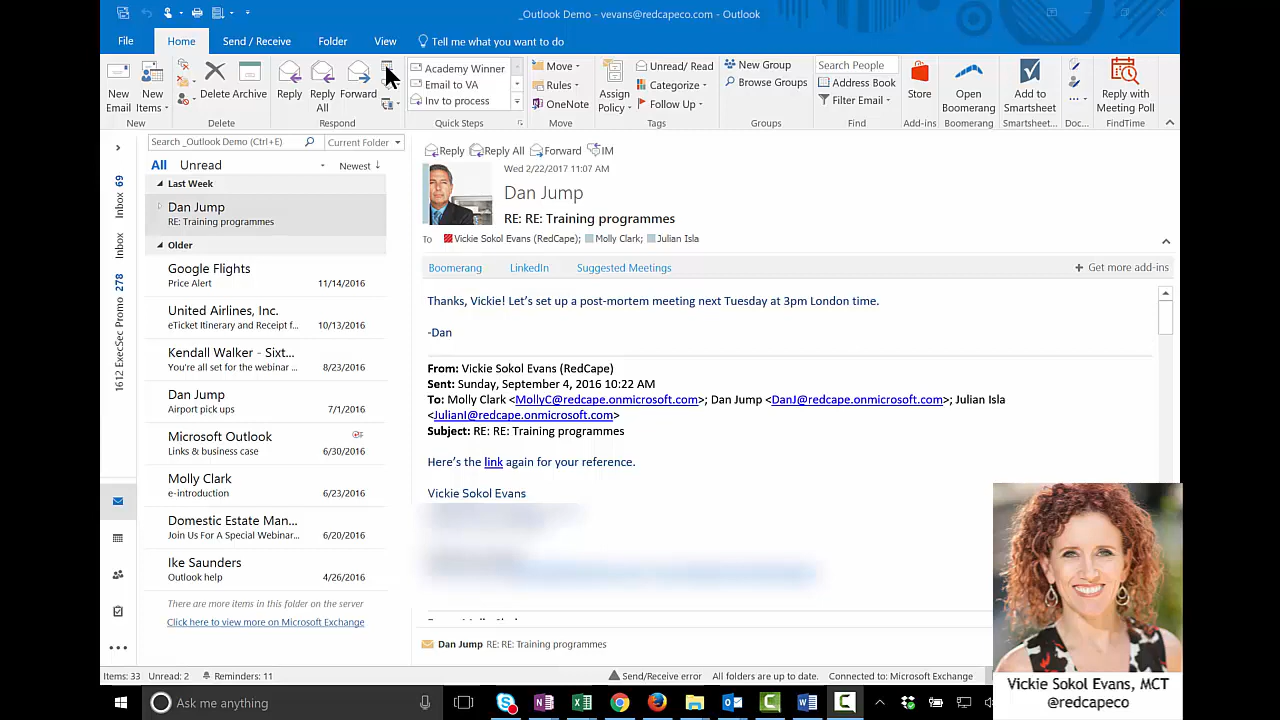 _Outlook Demo - vevans@redcapeco.com - Outlook
File Home Send / Receive Folder View Tell me what you want to do
New Email
New Items
Delete
Archive
Reply
Reply All
Forward
Academy Winner
Email to VA
Inv to process
Move
Rules
OneNote
Assign Policy
Unread/ Read
Categorize
Follow Up
New Group
Browse Groups
Search People
Address Book
Filter Email
Store
Open Boomerang
Add to Smartsheet
...
Reply with Meeting Poll
New Delete Respond Quick Steps Move Tags Groups Find Add-ins Boomerang Smartsheet... Doc... FindTime
Search _Outlook Demo (Ctrl+E) Current Folder
All Unread Newest
Last Week
Dan Jump
RE: Training programmes
Older
Google Flights
Price Alert 11/14/2016
United Airlines, Inc.
eTicket Itinerary and Receipt f... 10/13/2016
Kendall Walker - Sixt...
You're all set for the webinar ... 8/23/2016
Dan Jump
Airport pick ups 7/1/2016
Microsoft Outlook
Links & business case 6/30/2016
Molly Clark
e-introduction 6/23/2016
Domestic Estate Man...
Join Us For A Special Webinar... 6/20/2016
Ike Saunders
Outlook help 4/26/2016
There are more items in this folder on the server
Click here to view more on Microsoft Exchange
Inbox 69
Inbox
1612 ExecSec Promo 278
Reply Reply All Forward IM
Wed 2/22/2017 11:07 AM
Dan Jump
RE: RE: Training programmes
To Vickie Sokol Evans (RedCape); Molly Clark; Julian Isla
Boomerang LinkedIn Suggested Meetings + Get more add-ins
Thanks, Vickie! Let's set up a post-mortem meeting next Tuesday at 3pm London time.
-Dan
From: Vickie Sokol Evans (RedCape)
Sent: Sunday, September 4, 2016 10:22 AM
To: Molly Clark <MollyC@redcape.onmicrosoft.com>; Dan Jump <DanJ@redcape.onmicrosoft.com>; Julian Isla
<JulianI@redcape.onmicrosoft.com>
Subject: RE: RE: Training programmes
Here's the link again for your reference.
Vickie Sokol Evans
Dan Jump RE: RE: Training programmes
Items: 33 Unread: 2 Reminders: 11 Send/Receive error All folders are up to date. Connected to: Microsoft Exchange
Ask me anything
Vickie Sokol Evans, MCT
@redcapeco